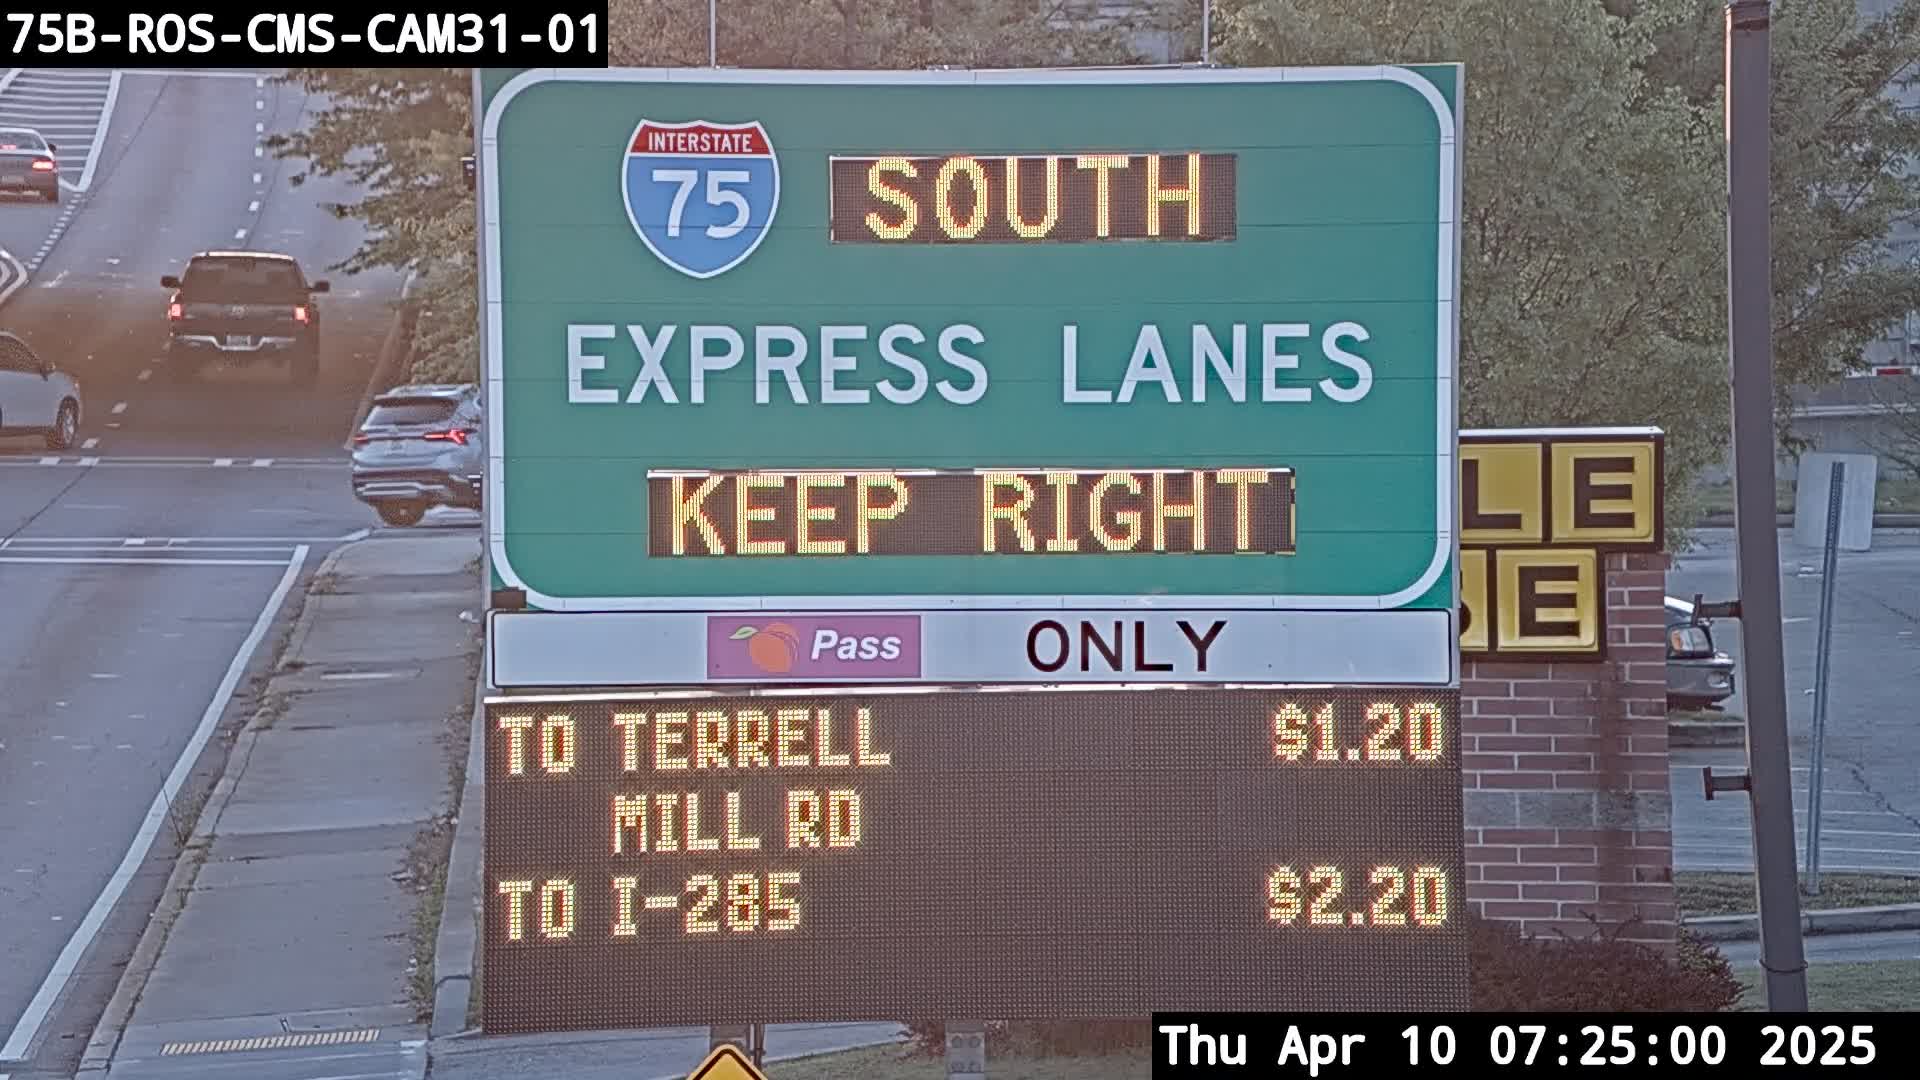 75B-ROS-CMS-CAM31-01
INTERSTATE
75
SOUTH
EXPRESS LANES
KEEP RIGHT
Pass ONLY
LE
E
TO TERRELL $1.20
MILL RD
TO I-285 $2.20
Thu Apr 10 07:25:00 2025